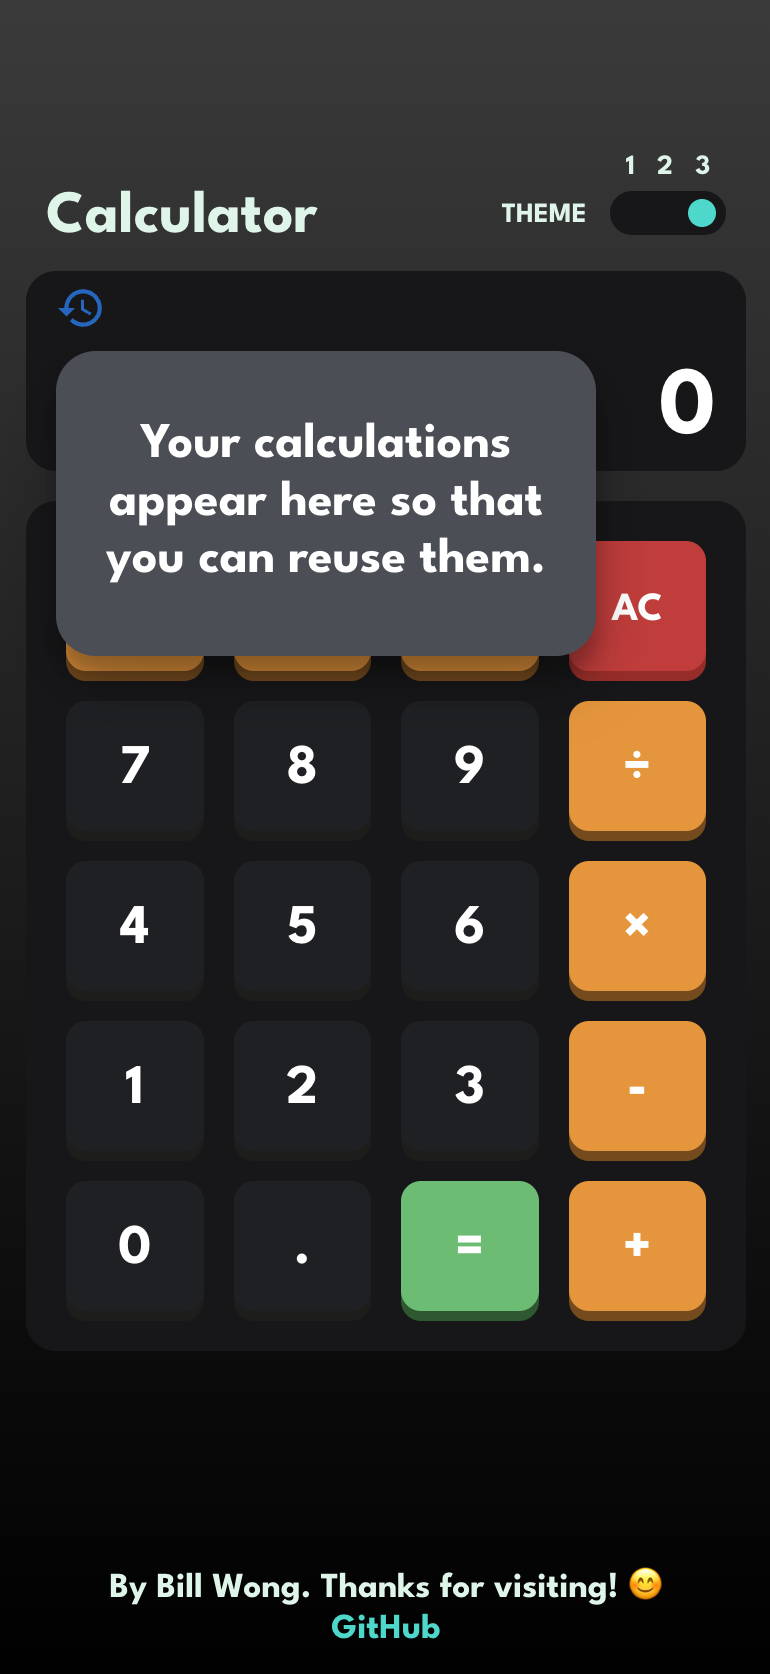 1 2 3
Calculator THEME
0
Your calculations
appear here so that
you can reuse them.
AC
7 8 9 ÷
4 5 6 ×
1 2 3 -
0 . = +
By Bill Wong. Thanks for visiting! 😊
GitHub